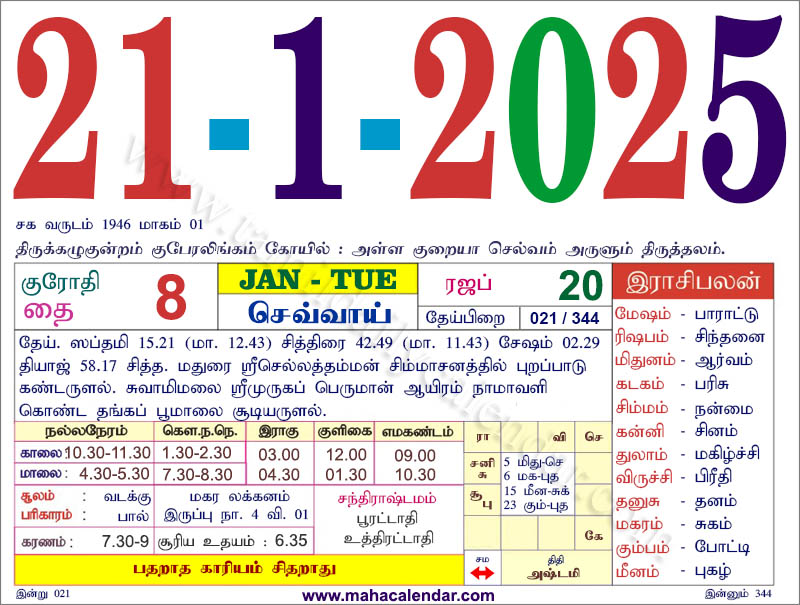 21-1-2025
சக வருடம் 1946 மாகம் 01
திருக்கழுகுன்றம் குபேரலிங்கம் கோயில் : அள்ள குறையா செல்வம் அருளும் திருத்தலம்.
குரோதி
தை
8
JAN - TUE
செவ்வாய்
ரஜப்
20
தேய்பிறை
021 / 344
தேய். ஸப்தமி 15.21 (மா. 12.43) சித்திரை 42.49 (மா. 11.43) சேஷம் 02.29
தியாஜ் 58.17 சித்த. மதுரை ஸ்ரீசெல்லத்தம்மன் சிம்மாசனத்தில் புறப்பாடு
கண்டருளல். சுவாமிமலை ஸ்ரீமுருகப் பெருமான் ஆயிரம் நாமாவளி
கொண்ட தங்கப் பூமாலை சூடியருளல்.
இராசிபலன்
மேஷம் - பாராட்டு
ரிஷபம் - சிந்தனை
மிதுனம் - ஆர்வம்
கடகம் - பரிசு
சிம்மம் - நன்மை
கன்னி - சினம்
துலாம் - மகிழ்ச்சி
விருச்சி - பிரீதி
தனுசு - தனம்
மகரம் - சுகம்
கும்பம் - போட்டி
மீனம் - புகழ்
நல்லநேரம் கௌ.ந.நெ. இராகு குளிகை எமகண்டம்
காலை: 10.30-11.30 1.30-2.30 03.00 12.00 09.00
மாலை: 4.30-5.30 7.30-8.30 04.30 01.30 10.30
சூலம் : வடக்கு
பரிகாரம் : பால்
மகர லக்கனம்
இருப்பு நா. 4 வி. 01
சந்திராஷ்டமம்
பூரட்டாதி
உத்திரட்டாதி
கரணம் : 7.30-9
சூரிய உதயம் : 6.35
ரா வி செ
சனி
சு
சூ
பு
5 மிது-செ
6 மக-புத
15 மீன-சுக்
23 கும்-புத
கே
பதறாத காரியம் சிதறாது
சம
திதி
அஷ்டமி
இன்று 021
www.mahacalendar.com
இன்னும் 344